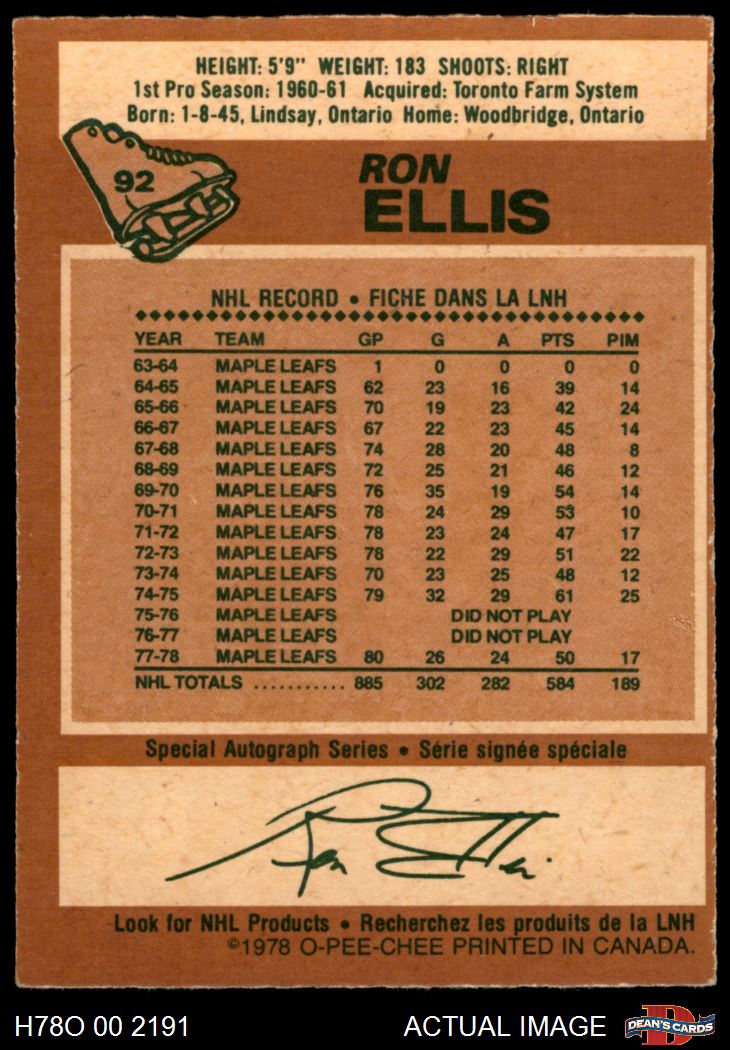 HEIGHT: 5'9" WEIGHT: 183 SHOOTS: RIGHT
1st Pro Season: 1960-61 Acquired: Toronto Farm System
Born: 1-8-45, Lindsay, Ontario Home: Woodbridge, Ontario
92
RON
ELLIS
NHL RECORD • FICHE DANS LA LNH
YEAR TEAM GP G A PTS PIM
63-64 MAPLE LEAFS 1 0 0 0 0
64-65 MAPLE LEAFS 62 23 16 39 14
65-66 MAPLE LEAFS 70 19 23 42 24
66-67 MAPLE LEAFS 67 22 23 45 14
67-68 MAPLE LEAFS 74 28 20 48 8
68-69 MAPLE LEAFS 72 25 21 46 12
69-70 MAPLE LEAFS 76 35 19 54 14
70-71 MAPLE LEAFS 78 24 29 53 10
71-72 MAPLE LEAFS 78 23 24 47 17
72-73 MAPLE LEAFS 78 22 29 51 22
73-74 MAPLE LEAFS 70 23 25 48 12
74-75 MAPLE LEAFS 79 32 29 61 25
75-76 MAPLE LEAFS DID NOT PLAY
76-77 MAPLE LEAFS DID NOT PLAY
77-78 MAPLE LEAFS 80 26 24 50 17
NHL TOTALS ........... 885 302 282 584 189
Special Autograph Series • Série signée spéciale
Ron Ellis
Look for NHL Products • Recherchez les produits de la LNH
©1978 O-PEE-CHEE PRINTED IN CANADA.
H78O 00 2191 ACTUAL IMAGE
D
DEAN'S CARDS